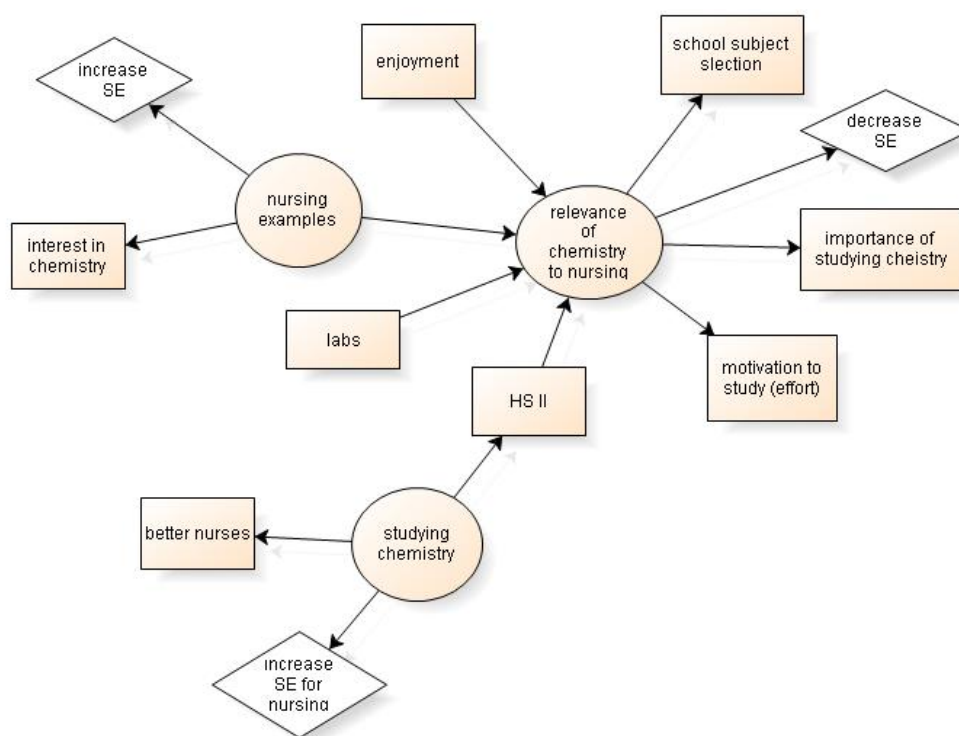 increase
SE
enjoyment
school subject
slection
decrease
SE
nursing
examples
relevance
of
chemistry
to nursing
interest in
chemistry
importance of
studying cheistry
labs
motivation to
study (effort)
HS II
better nurses
studying
chemistry
increase
SE for
nursing